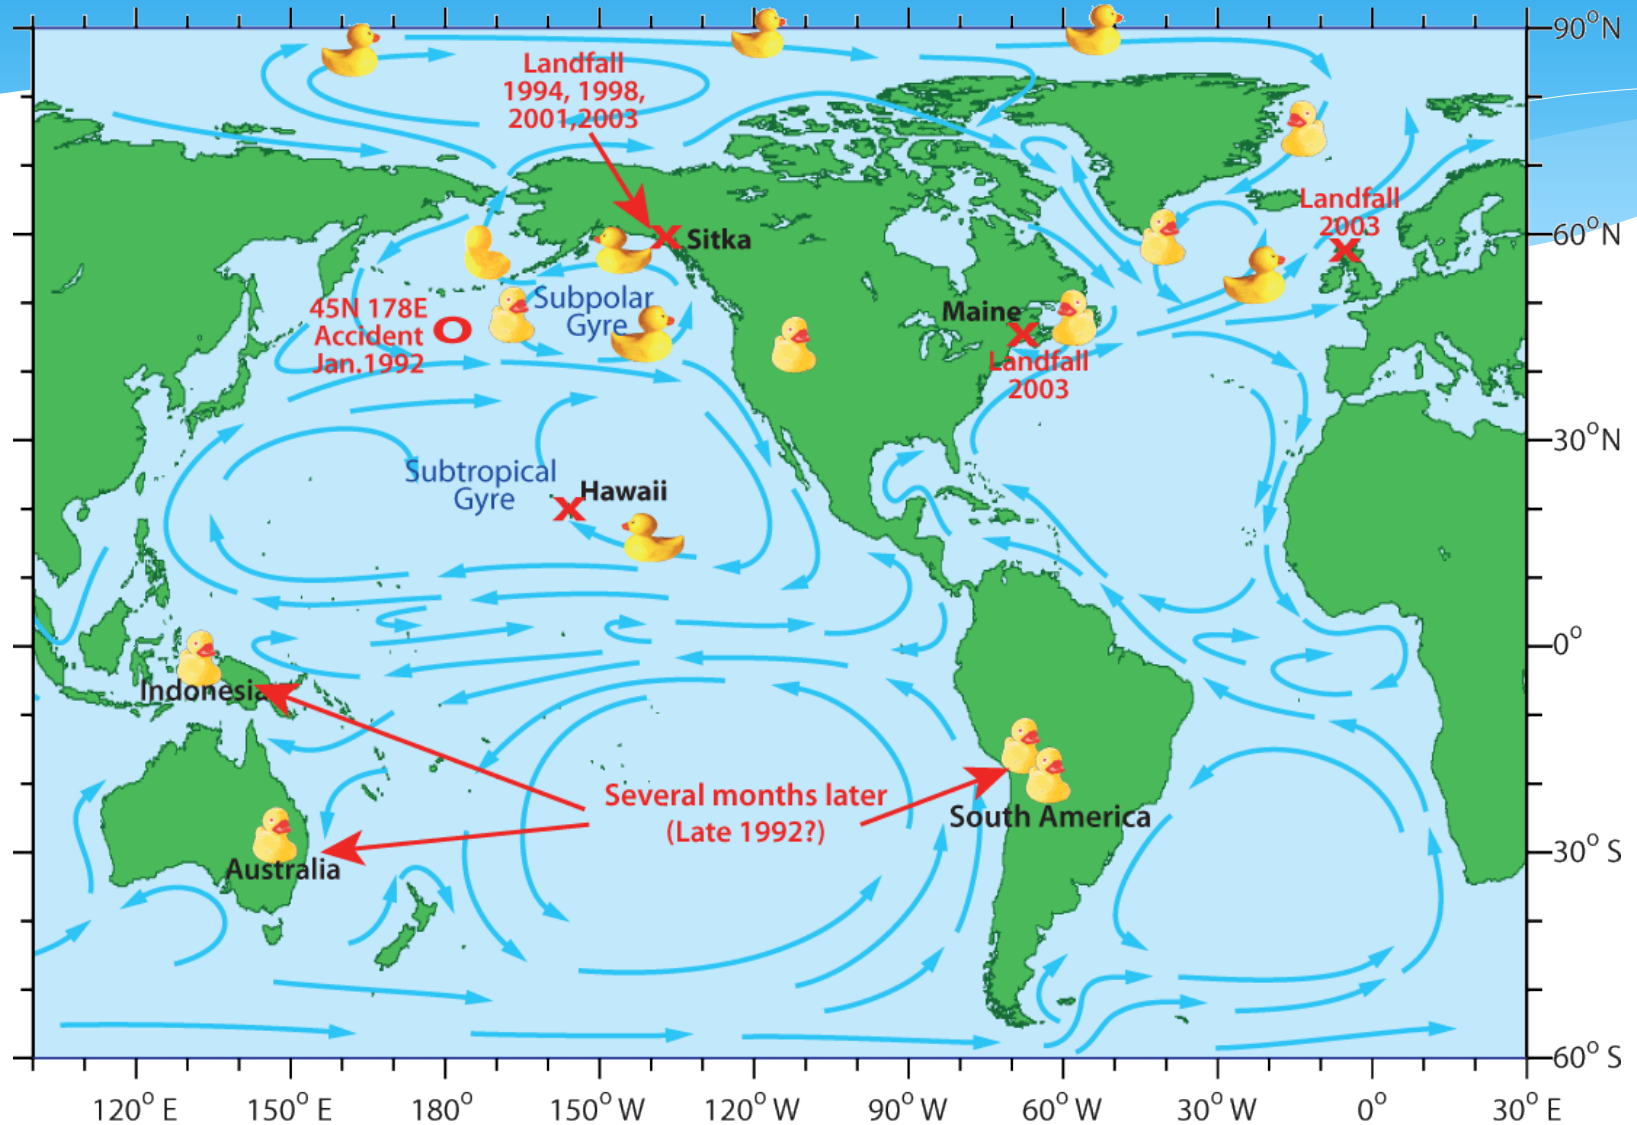 Landfall
1994, 1998,
2001,2003
Sitka
Landfall
2003
45N 178E
Accident
Jan.1992
Subpolar
Gyre
Maine
Landfall
2003
Subtropical
Gyre
Hawaii
Indonesia
Several months later
(Late 1992?)
South America
Australia
90°N
60°N
30°N
0°
30° S
60° S
120° E
150° E
180°
150° W
120° W
90° W
60° W
30° W
0°
30° E